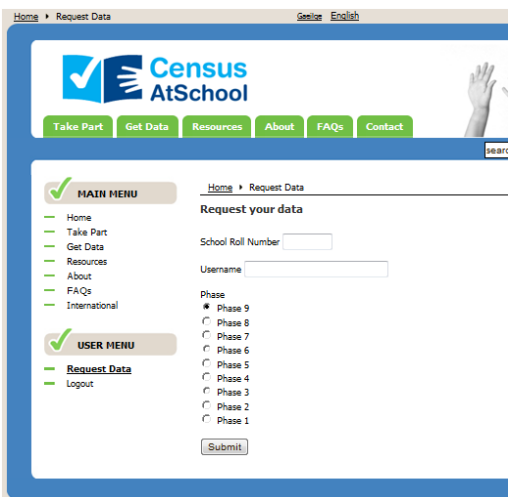 Home Request Data Gaeilge English
Census
AtSchool
Take Part Get Data Resources About FAQs Contact
MAIN MENU
Home
Take Part
Get Data
Resources
About
FAQs
International
USER MENU
Request Data
Logout
Home Request Data
Request your data
School Roll Number
Username
Phase
Phase 9
Phase 8
Phase 7
Phase 6
Phase 5
Phase 4
Phase 3
Phase 2
Phase 1
Submit